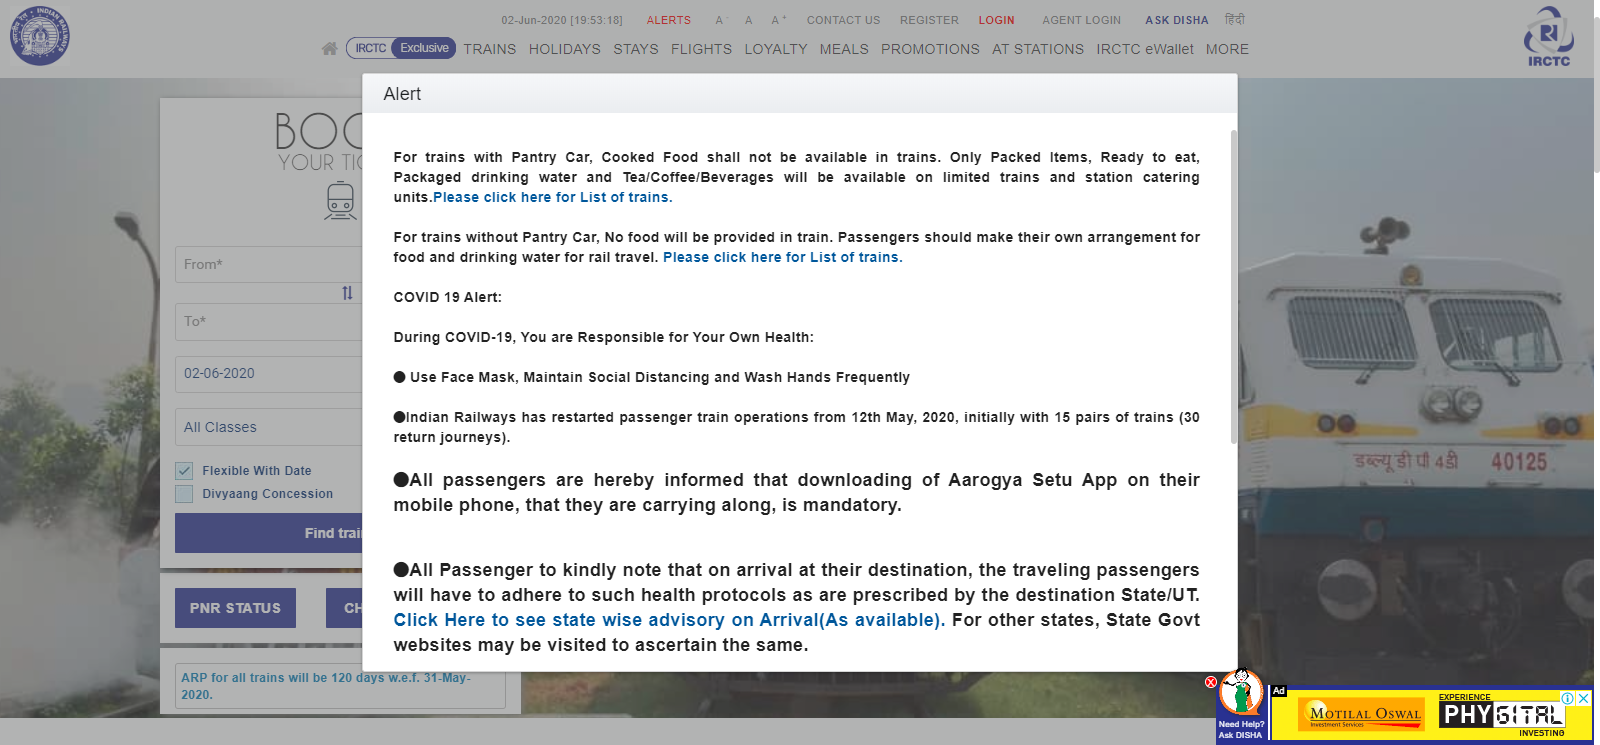 02-Jun-2020 [19:53:18] ALERTS A- A A+ CONTACT US REGISTER LOGIN AGENT LOGIN ASK DISHA हिंदी
IRCTC Exclusive TRAINS HOLIDAYS STAYS FLIGHTS LOYALTY MEALS PROMOTIONS AT STATIONS IRCTC eWallet MORE
INDIAN RAILWAYS
IRCTC
Alert
BOO
YOUR TIC
From*
To*
02-06-2020
All Classes
Flexible With Date
Divyaang Concession
Find trai
PNR STATUS
CH
ARP for all trains will be 120 days w.e.f. 31-May-
2020.
For trains with Pantry Car, Cooked Food shall not be available in trains. Only Packed Items, Ready to eat,
Packaged drinking water and Tea/Coffee/Beverages will be available on limited trains and station catering
units.Please click here for List of trains.
For trains without Pantry Car, No food will be provided in train. Passengers should make their own arrangement for
food and drinking water for rail travel. Please click here for List of trains.
COVID 19 Alert:
During COVID-19, You are Responsible for Your Own Health:
● Use Face Mask, Maintain Social Distancing and Wash Hands Frequently
●Indian Railways has restarted passenger train operations from 12th May, 2020, initially with 15 pairs of trains (30
return journeys).
●All passengers are hereby informed that downloading of Aarogya Setu App on their
mobile phone, that they are carrying along, is mandatory.
●All Passenger to kindly note that on arrival at their destination, the traveling passengers
will have to adhere to such health protocols as are prescribed by the destination State/UT.
Click Here to see state wise advisory on Arrival(As available). For other states, State Govt
websites may be visited to ascertain the same.
डब्ल्यू डी पी 4डी 40125
Need Help?
Ask DISHA
Ad
MOTILAL OSWAL
Investment Services
EXPERIENCE
PHYGITAL
INVESTING